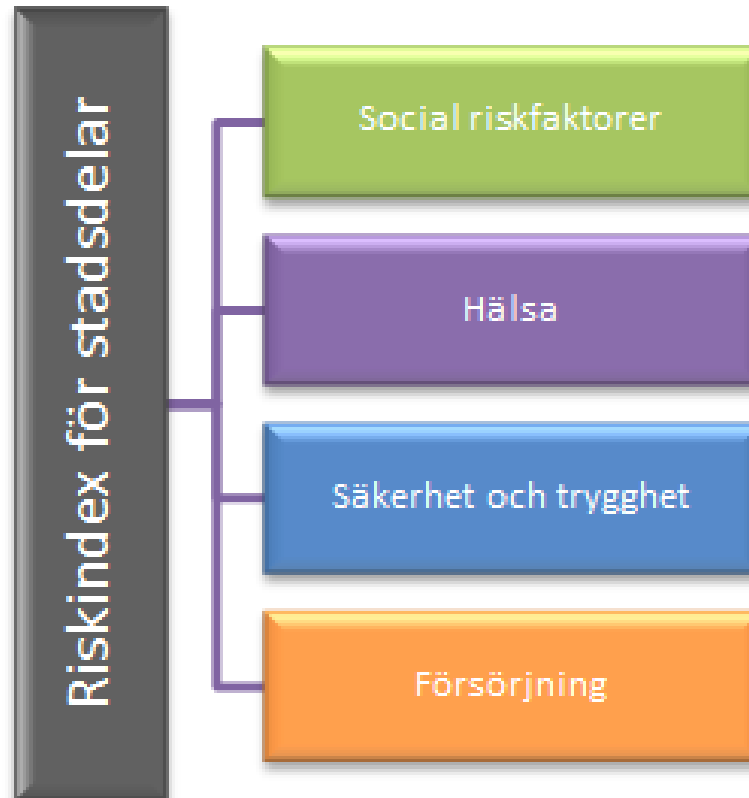 Riskindex för stadsdelar
Social riskfaktorer
Hälsa
Säkerhet och trygghet
Försörjning